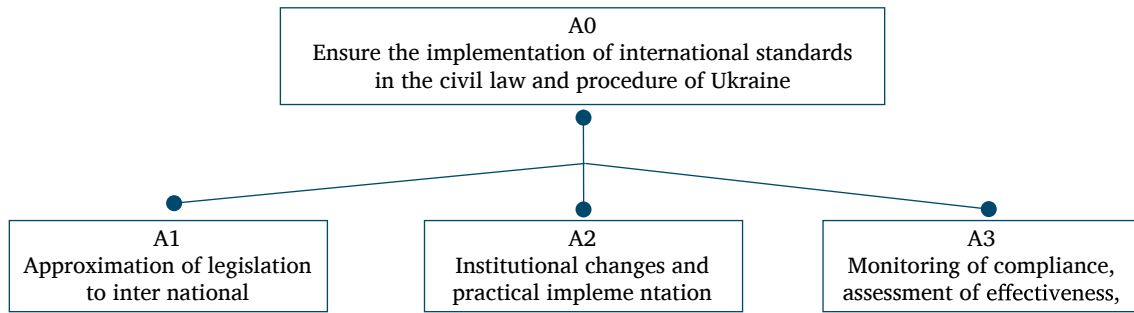 A0
Ensure the implementation of international standards
in the civil law and procedure of Ukraine
A1
Approximation of legislation
to inter national
A2
Institutional changes and
practical impleme ntation
A3
Monitoring of compliance,
assessment of effectiveness,